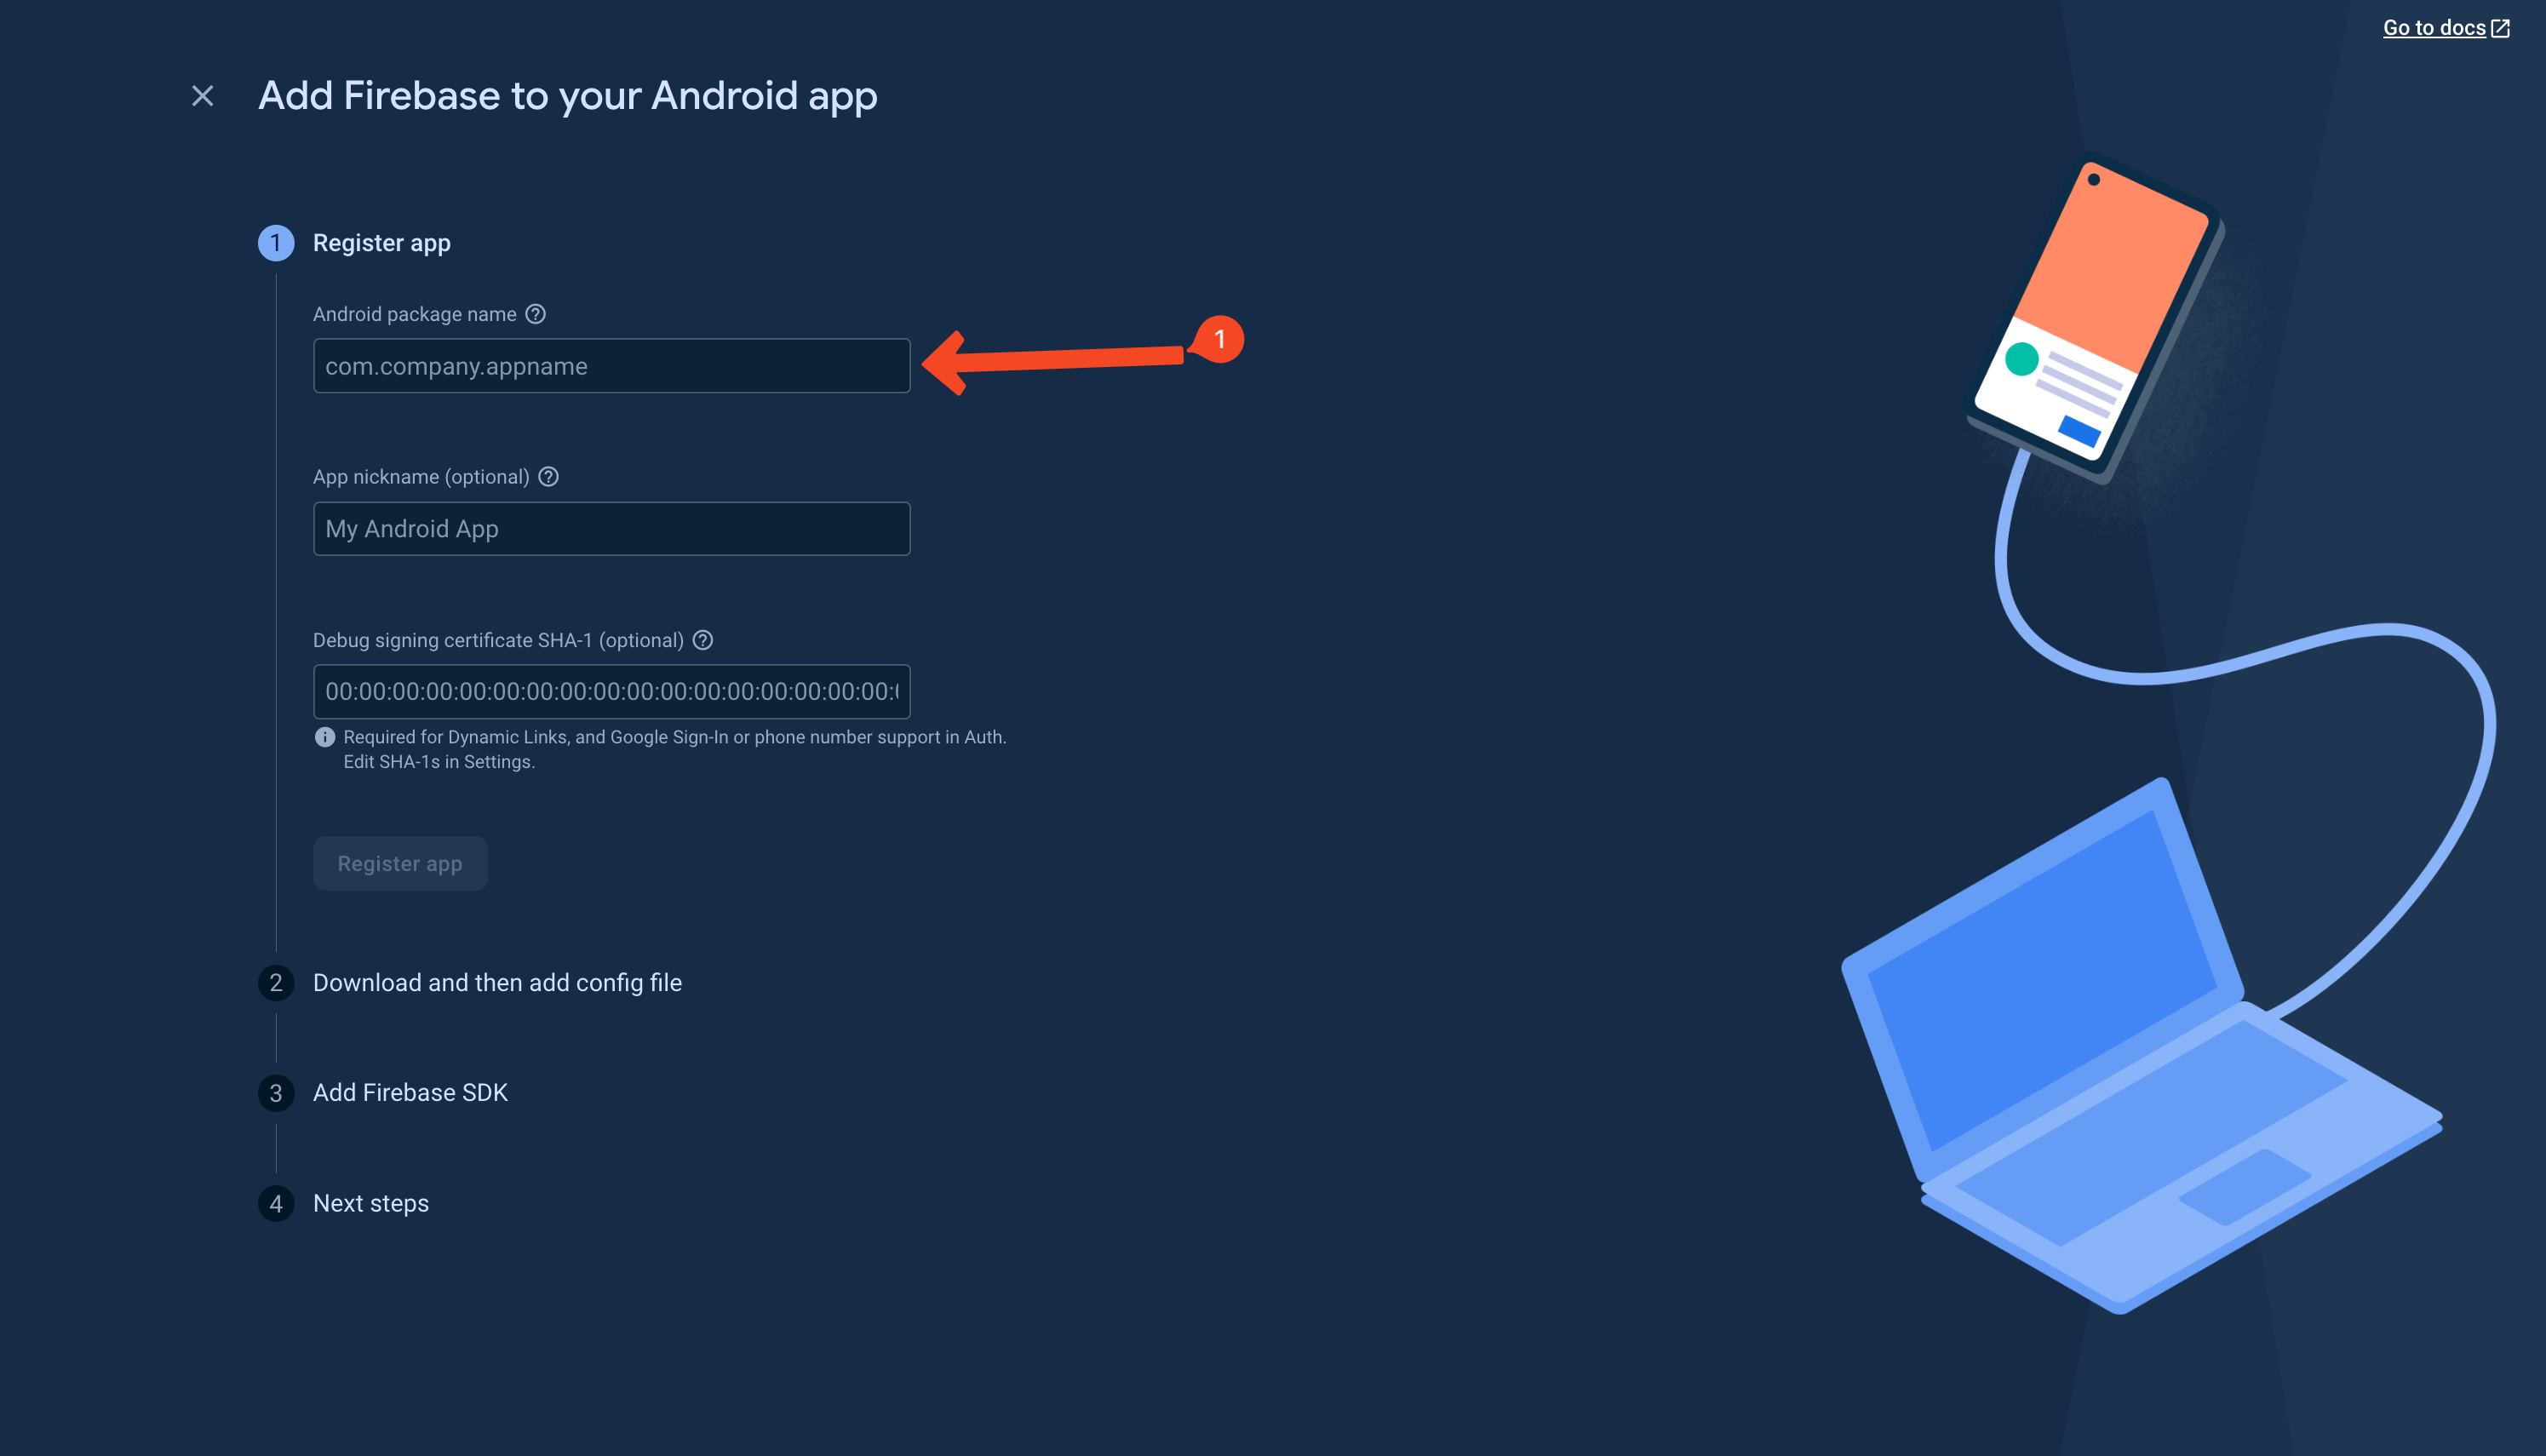 Go to docs
Add Firebase to your Android app
1 Register app
Android package name
com.company.appname
1
App nickname (optional)
My Android App
Debug signing certificate SHA-1 (optional)
00:00:00:00:00:00:00:00:00:00:00:00:00:00:00:00:00:
Required for Dynamic Links, and Google Sign-In or phone number support in Auth.
Edit SHA-1s in Settings.
Register app
2 Download and then add config file
3 Add Firebase SDK
4 Next steps